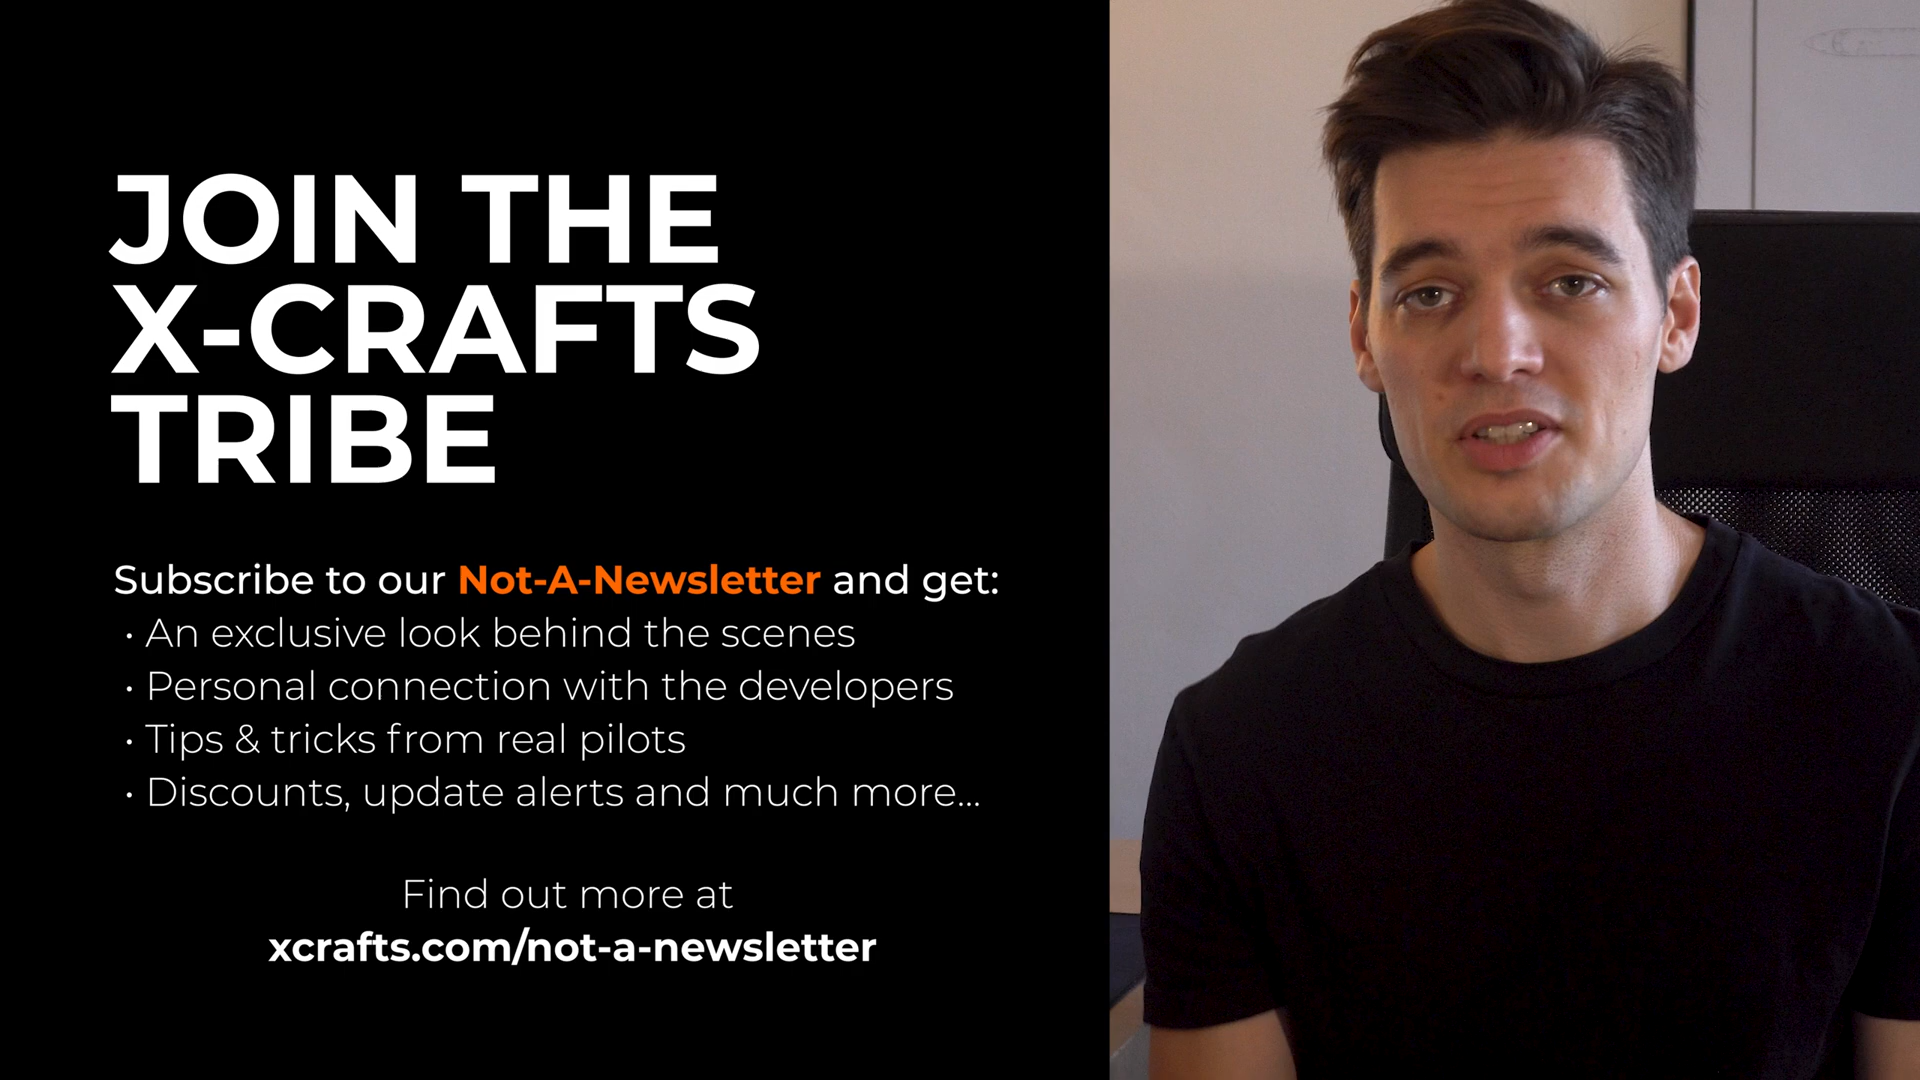 JOIN THE
X-CRAFTS
TRIBE
Subscribe to our Not-A-Newsletter and get:
· An exclusive look behind the scenes
· Personal connection with the developers
· Tips & tricks from real pilots
· Discounts, update alerts and much more...
Find out more at
xcrafts.com/not-a-newsletter